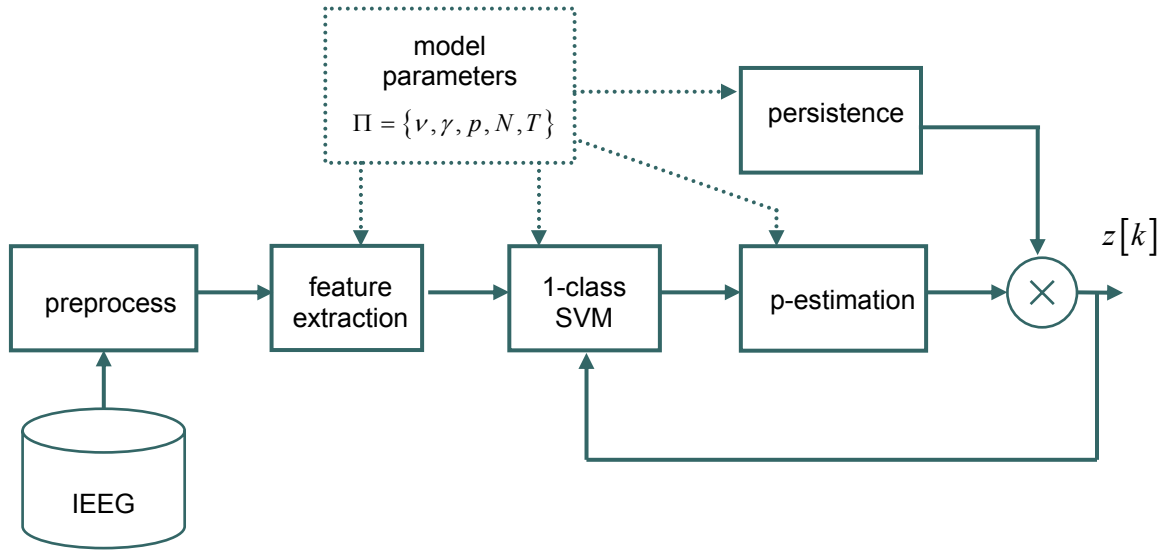 model
parameters
Π = {ν, γ, p, N, T}
persistence
z[k]
preprocess
feature
extraction
1-class
SVM
p-estimation
×
IEEG